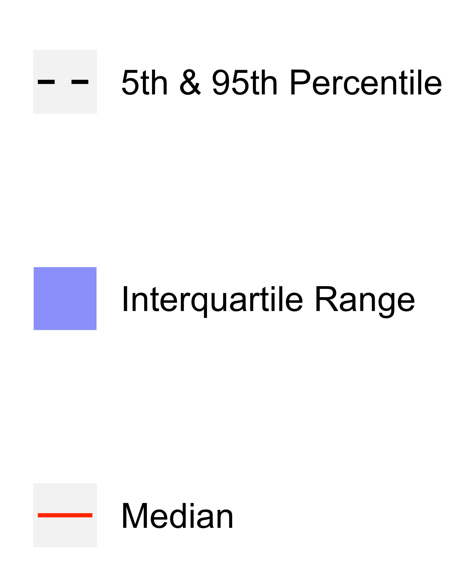 5th & 95th Percentile
Interquartile Range
Median